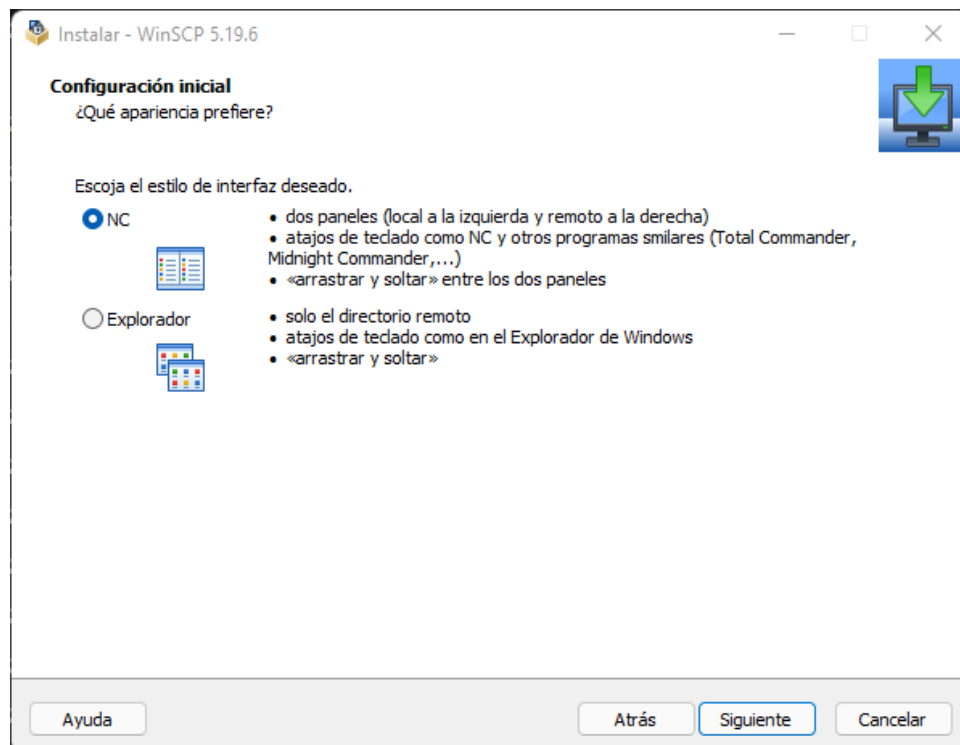 Instalar - WinSCP 5.19.6
Configuración inicial
¿Qué apariencia prefiere?
Escoja el estilo de interfaz deseado.
NC
• dos paneles (local a la izquierda y remoto a la derecha)
• atajos de teclado como NC y otros programas smilares (Total Commander,
Midnight Commander,...)
• «arrastrar y soltar» entre los dos paneles
Explorador
• solo el directorio remoto
• atajos de teclado como en el Explorador de Windows
• «arrastrar y soltar»
Ayuda
Atrás
Siguiente
Cancelar